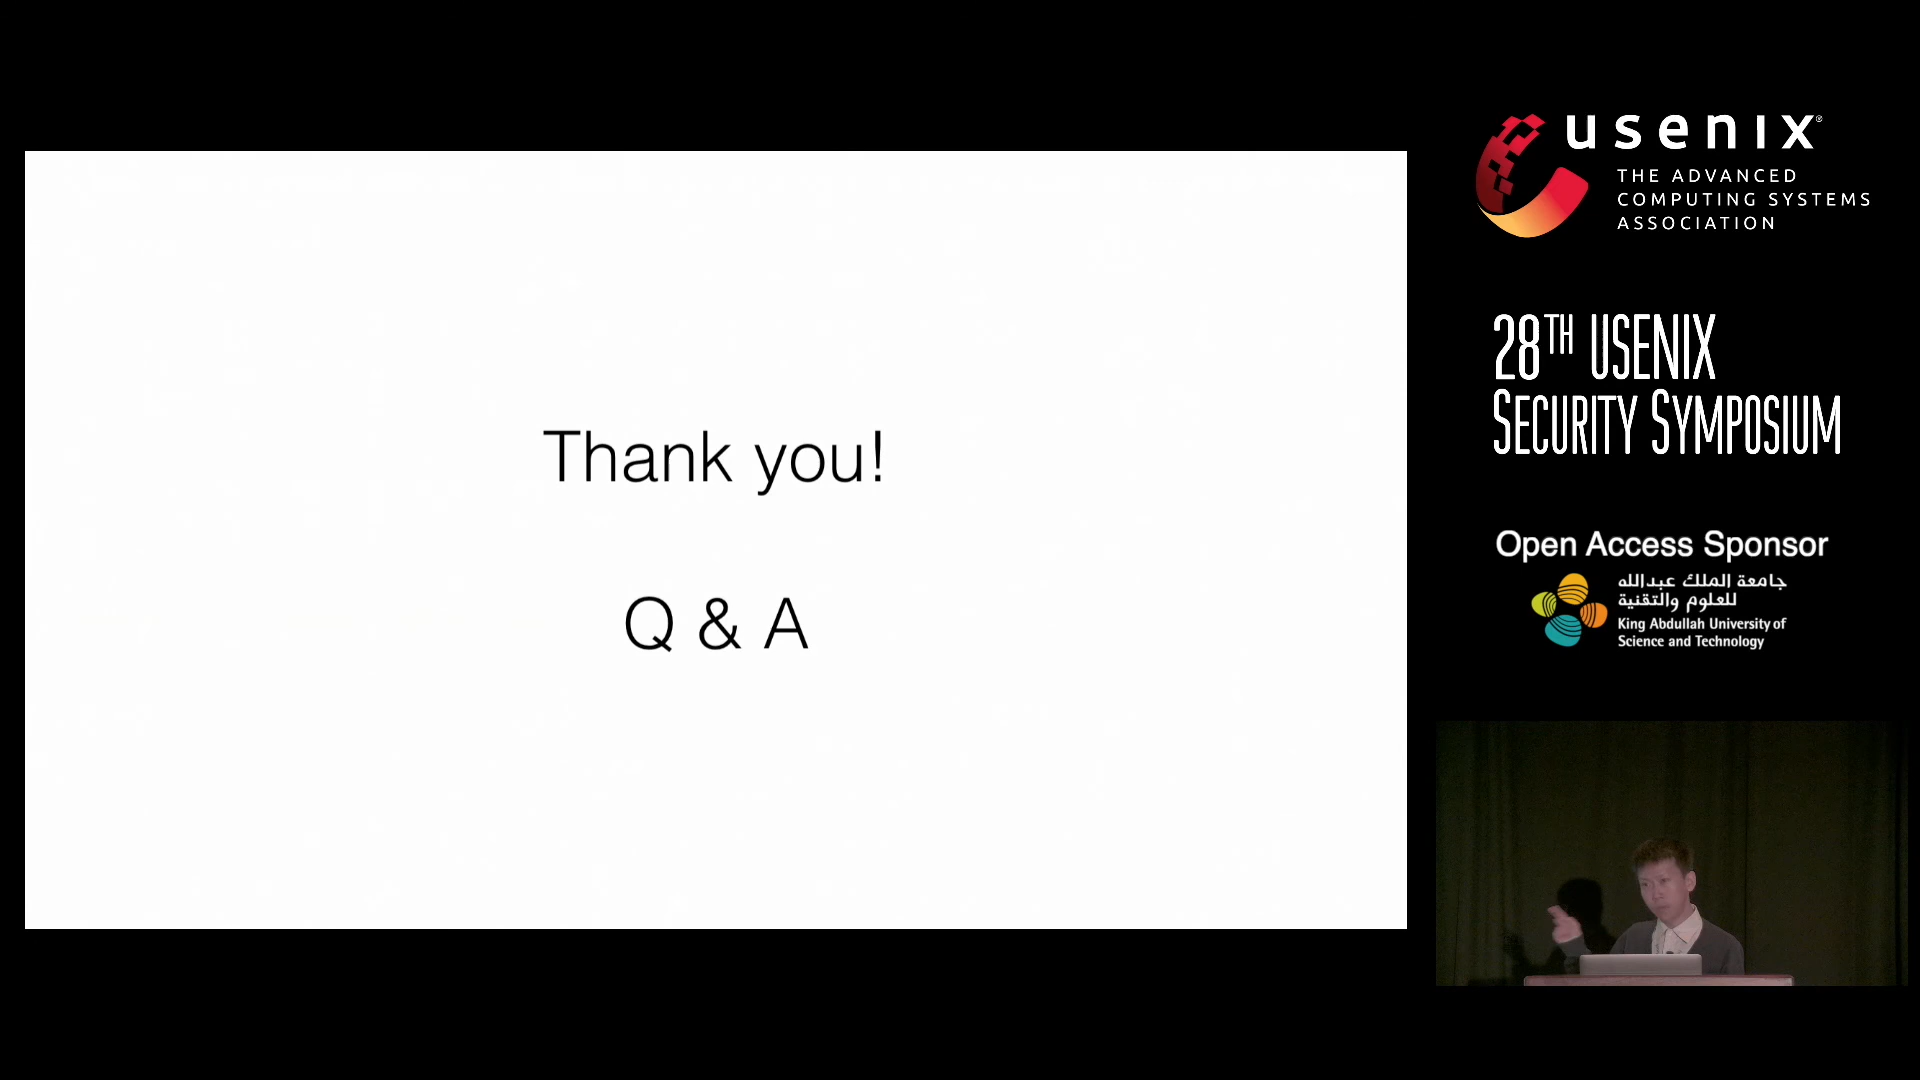 Thank you!
Q & A
usenix®
THE ADVANCED
COMPUTING SYSTEMS
ASSOCIATION
28TH USENIX
SECURITY SYMPOSIUM
Open Access Sponsor
جامعة الملك عبدالله
للعلوم والتقنية
King Abdullah University of
Science and Technology